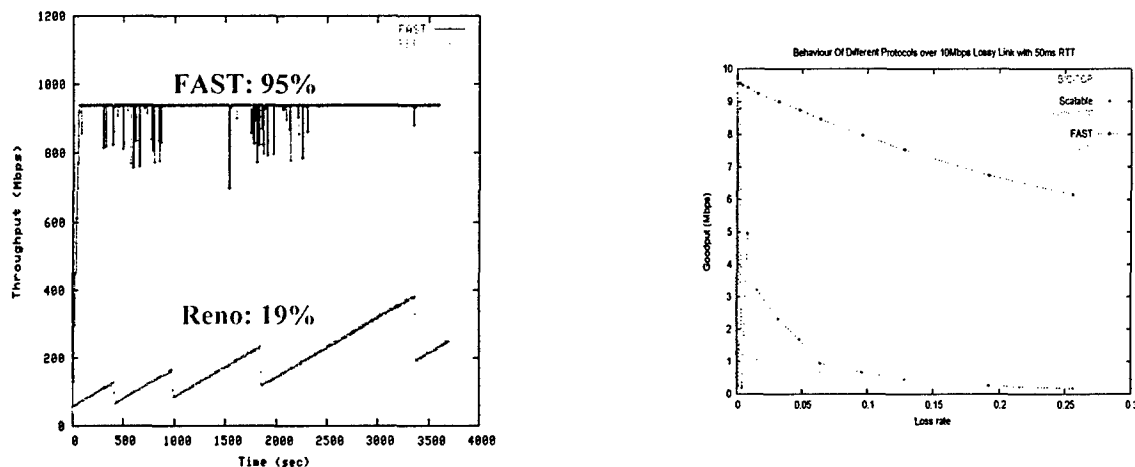 1200
1000
800
600
400
200
0
Throughput (Mbps)
FAST
FAST: 95%
Reno: 19%
0 500 1000 1500 2000 2500 3000 3500 4000
Time (sec)
Behaviour Of Different Protocols over 10Mbps Lossy Link with 50ms RTT
10
9
8
7
6
5
4
3
2
1
0
Goodput (Mbps)
Scalable
FAST
0 0.05 0.1 0.15 0.2 0.25 0.3
Loss rate